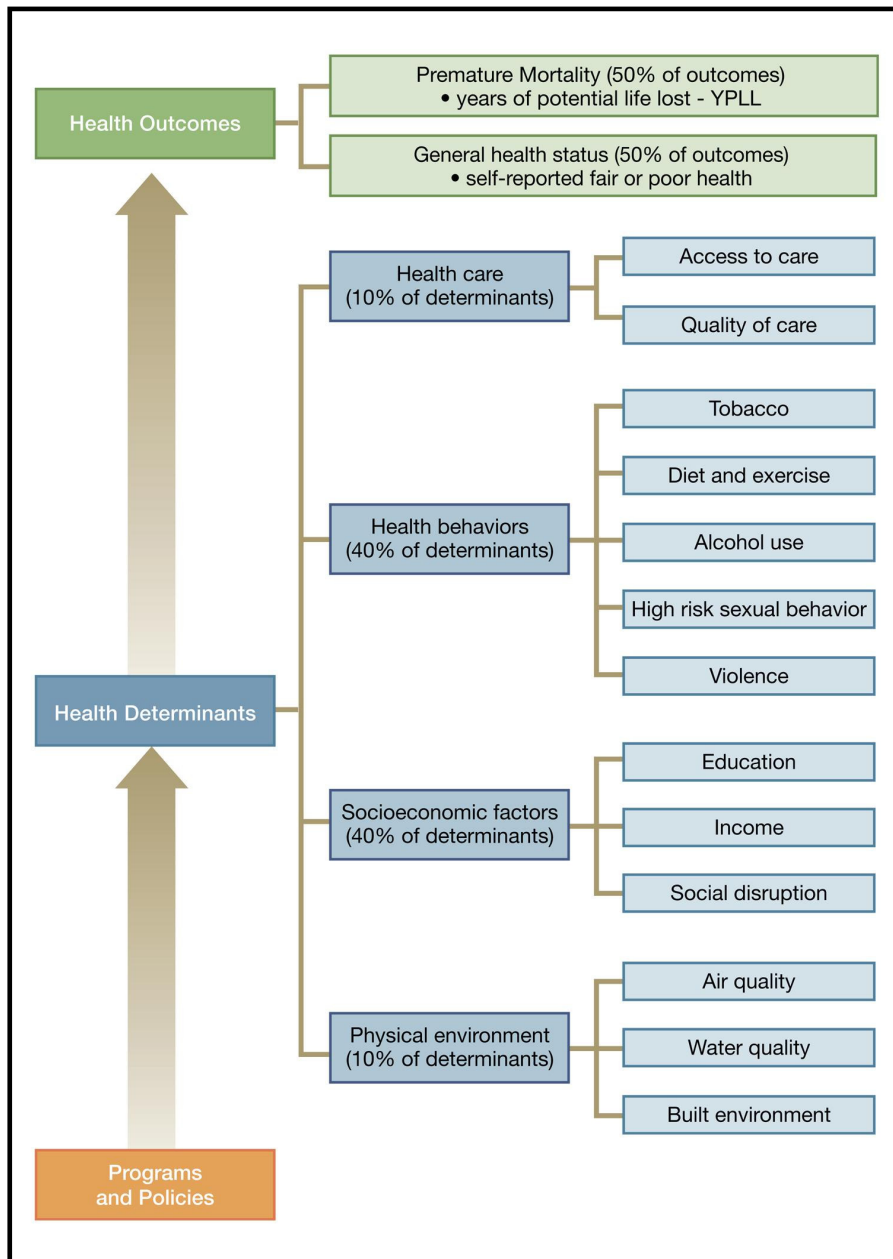 Health Outcomes
Premature Mortality (50% of outcomes)
• years of potential life lost - YPLL
General health status (50% of outcomes)
• self-reported fair or poor health
Health Determinants
Health care
(10% of determinants)
Access to care
Quality of care
Health behaviors
(40% of determinants)
Tobacco
Diet and exercise
Alcohol use
High risk sexual behavior
Violence
Socioeconomic factors
(40% of determinants)
Education
Income
Social disruption
Physical environment
(10% of determinants)
Air quality
Water quality
Built environment
Programs
and Policies